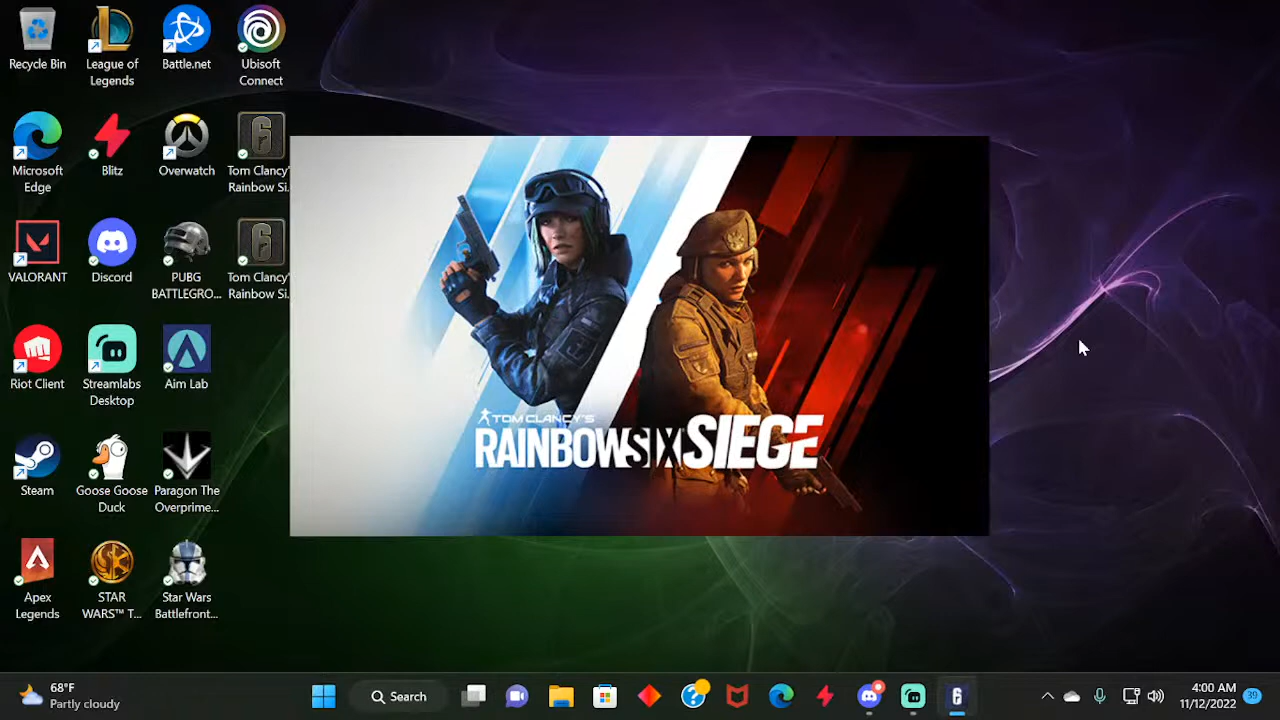 Recycle Bin
League of
Legends
Battle.net
Ubisoft
Connect
Microsoft
Edge
Blitz
Overwatch
Tom Clancy'
Rainbow Si.
VALORANT
Discord
PUBG
BATTLEGRO...
Tom Clancy'
Rainbow Si.
Riot Client
Streamlabs
Desktop
Aim Lab
Steam
Goose Goose
Duck
Paragon The
Overprime...
Apex
Legends
STAR
WARS™ T...
Star Wars
Battlefront...
TOM CLANCY'S
RAINBOWSIXSIEGE
68°F
Partly cloudy
Search
4:00 AM
11/12/2022
39